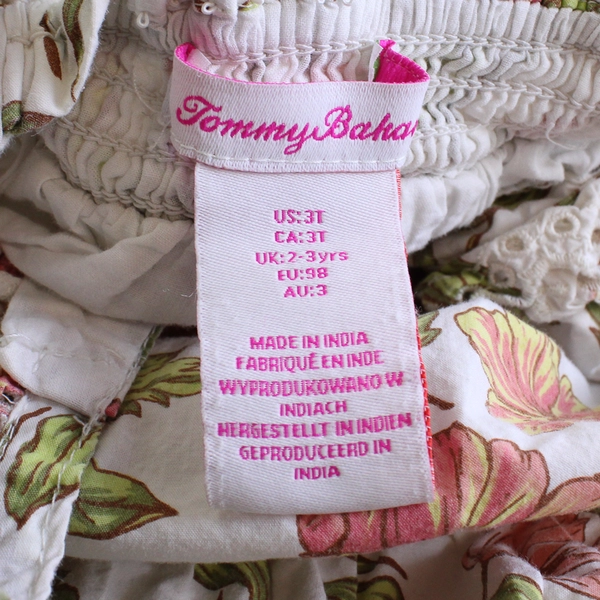 Tommy Baha
US:3T
CA:3T
UK:2-3yrs
EU:98
AU:3
MADE IN INDIA
FABRIQUÉ EN INDE
WYPRODUKOWANO W
INDIACH
HERGESTELLT IN INDIEN
GEPRODUCEERD IN
INDIA